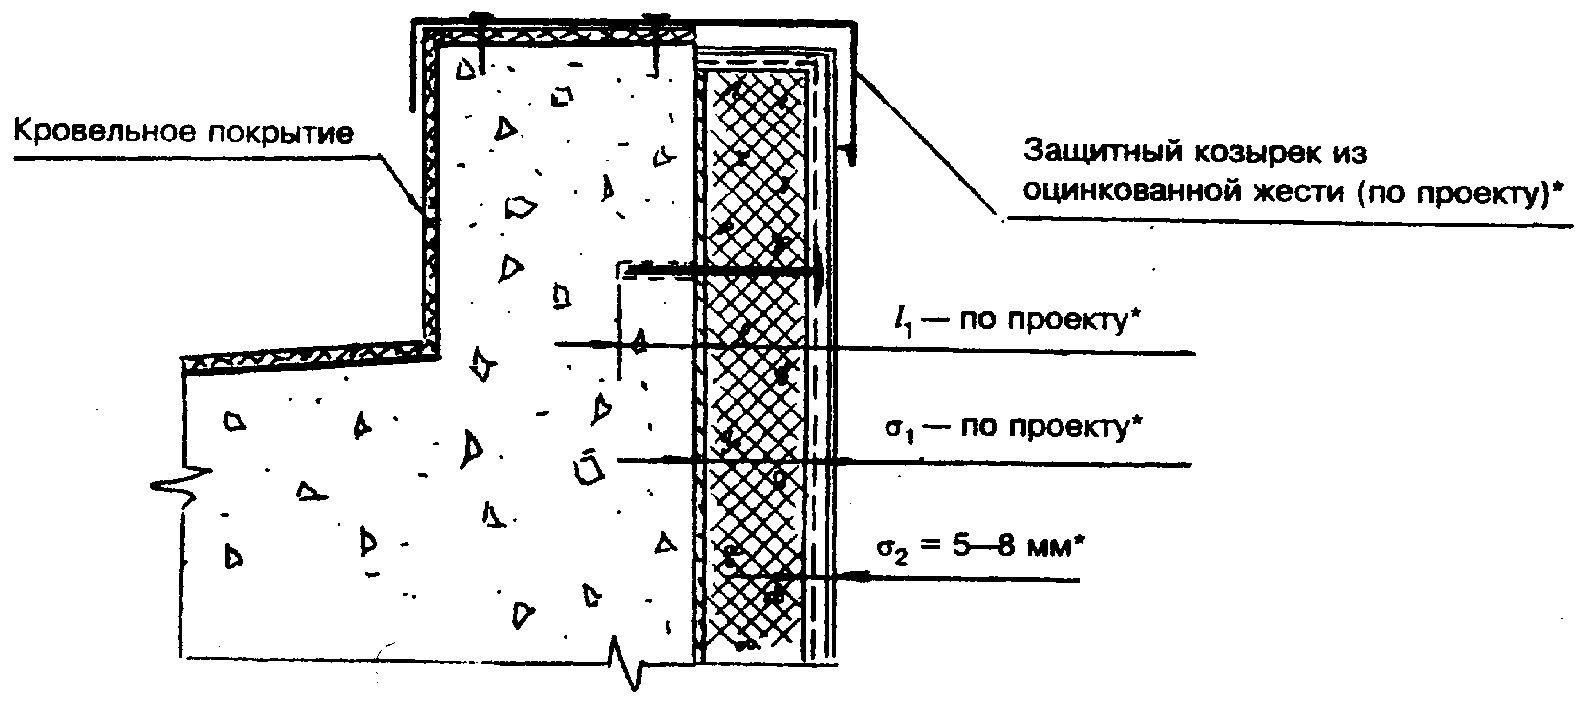 Кровельное покрытие
Защитный козырек из
оцинкованной жести (по проекту)*
l₁ — по проекту*
σ₁ — по проекту*
σ₂ = 5—8 мм*